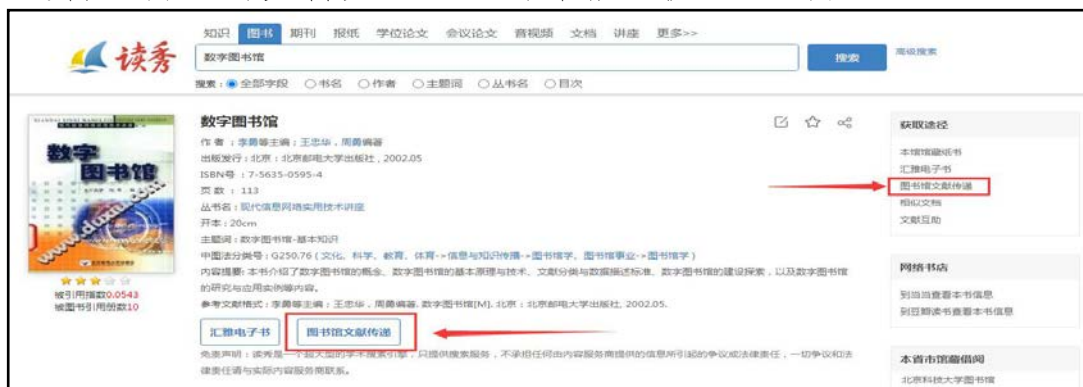 知识 图书 期刊 报纸 学位论文 会议论文 音视频 文档 讲座 更多>>
读秀
数字图书馆
搜索
高级搜索
搜索: 全部字段 书名 作者 主题词 丛书名 目次
数字
图书馆
www.duxiu.com
被引用指数0.0543
被图书引用册数10
数字图书馆
作 者 : 李勇等主编 ; 王忠华 , 周勇编著
出版发行 : 北京 : 北京邮电大学出版社 , 2002.05
ISBN号 : 7-5635-0595-4
页 数 : 113
丛书名 : 现代信息网络实用技术讲座
开本 : 20cm
主题词 : 数字图书馆-基本知识
中图法分类号 : G250.76 ( 文化、科学、教育、体育->信息与知识传播->图书馆学、图书馆事业->图书馆学 )
内容提要: 本书介绍了数字图书馆的概念、数字图书馆的基本原理与技术、文献分类与数据描述标准、数字图书馆的建设探索 , 以及数字图书馆
的研究与应用实例等内容。
参考文献格式 : 李勇等主编 ; 王忠华 , 周勇编著. 数字图书馆[M]. 北京 : 北京邮电大学出版社, 2002.05.
汇雅电子书
图书馆文献传递
免责声明 : 读秀是一个超大型的学术搜索引擎 , 只提供搜索服务 , 不承担任何由内容服务商提供的信息所引起的争议或法律责任 , 一切争议和法
律责任请与实际内容服务商联系。
获取途径
本馆馆藏纸书
汇雅电子书
图书馆文献传递
相似文档
文献互助
网络书店
到当当查看本书信息
到豆瓣读书查看本书信息
本省市馆藏借阅
北京科技大学图书馆